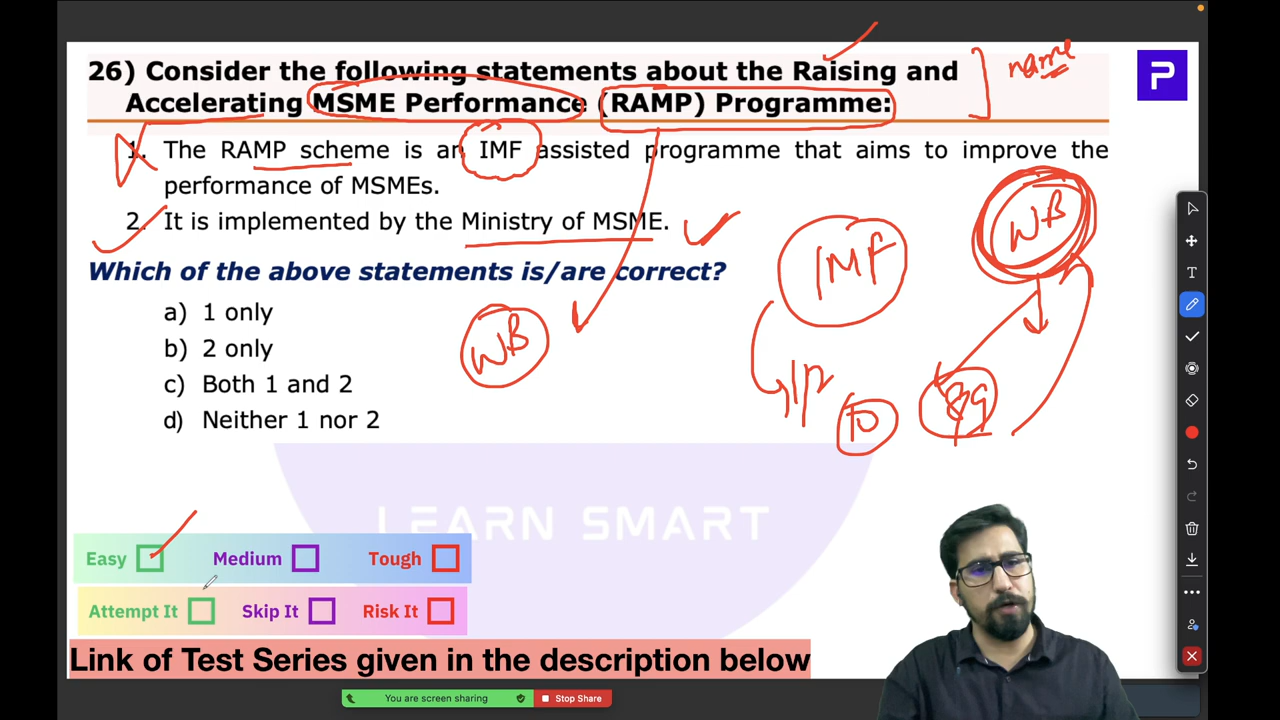 26) Consider the following statements about the Raising and
Accelerating MSME Performance (RAMP) Programme:
name
P
1. The RAMP scheme is an IMF assisted programme that aims to improve the
performance of MSMEs.
2. It is implemented by the Ministry of MSME.
WB
IMF
Which of the above statements is/are correct?
a) 1 only
b) 2 only
WB
c) Both 1 and 2
d) Neither 1 nor 2
LEARN SMART
Easy Medium Tough
Attempt It Skip It Risk It
Link of Test Series given in the description below
You are screen sharing Stop Share